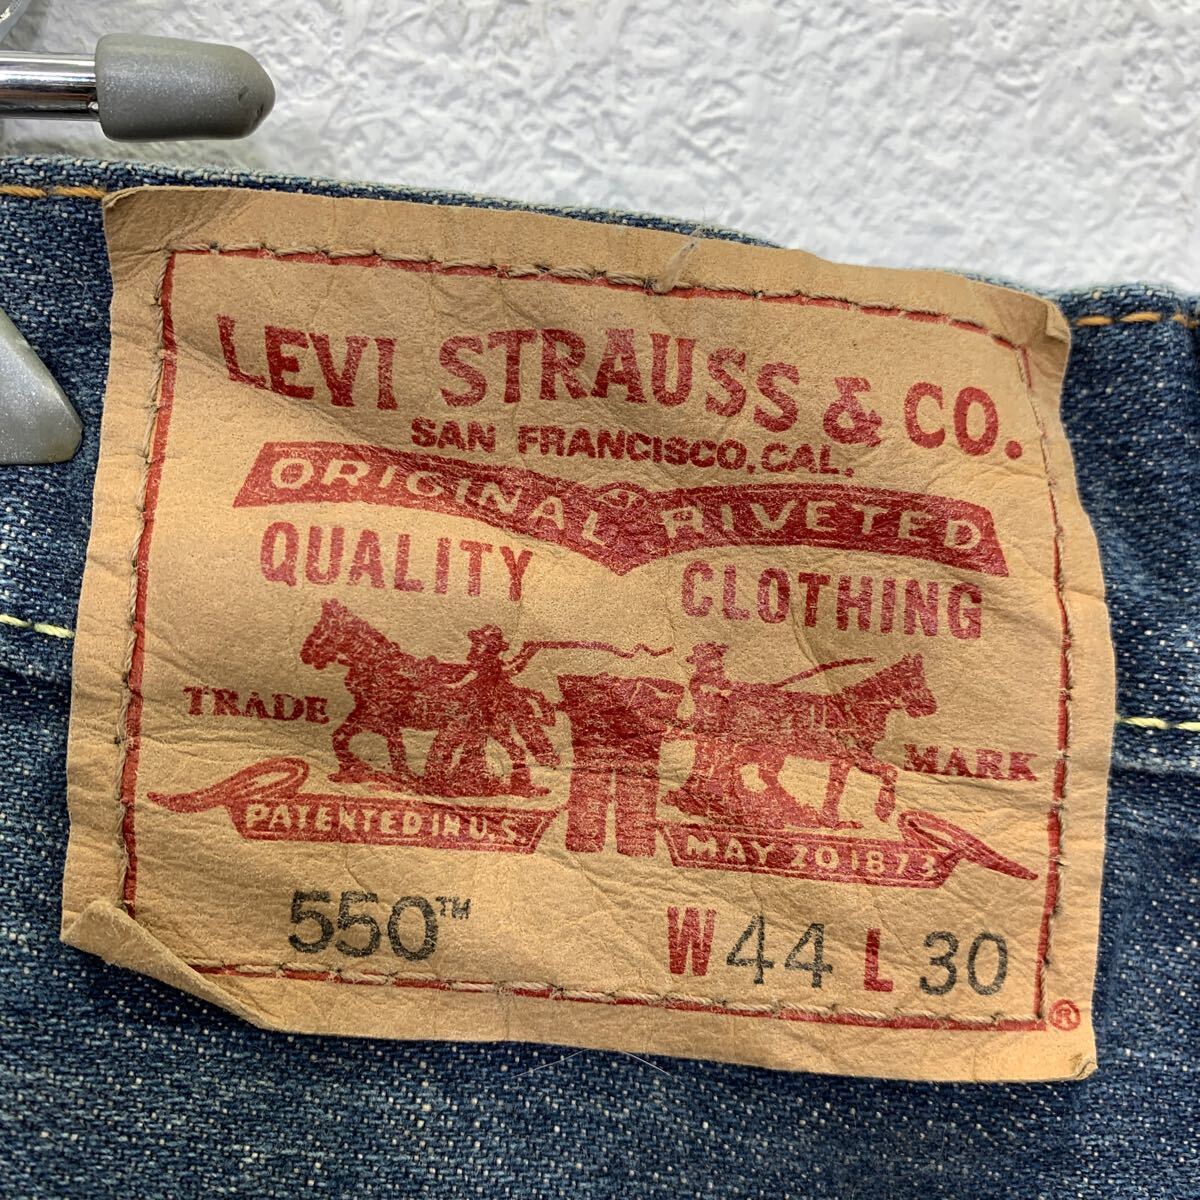 LEVI STRAUSS & CO.
SAN FRANCISCO, CAL.
ORIGINAL RIVETED
QUALITY CLOTHING
TRADE MARK
PATENTED IN U.S. MAY 20 1873
550™ W 44 L 30
®